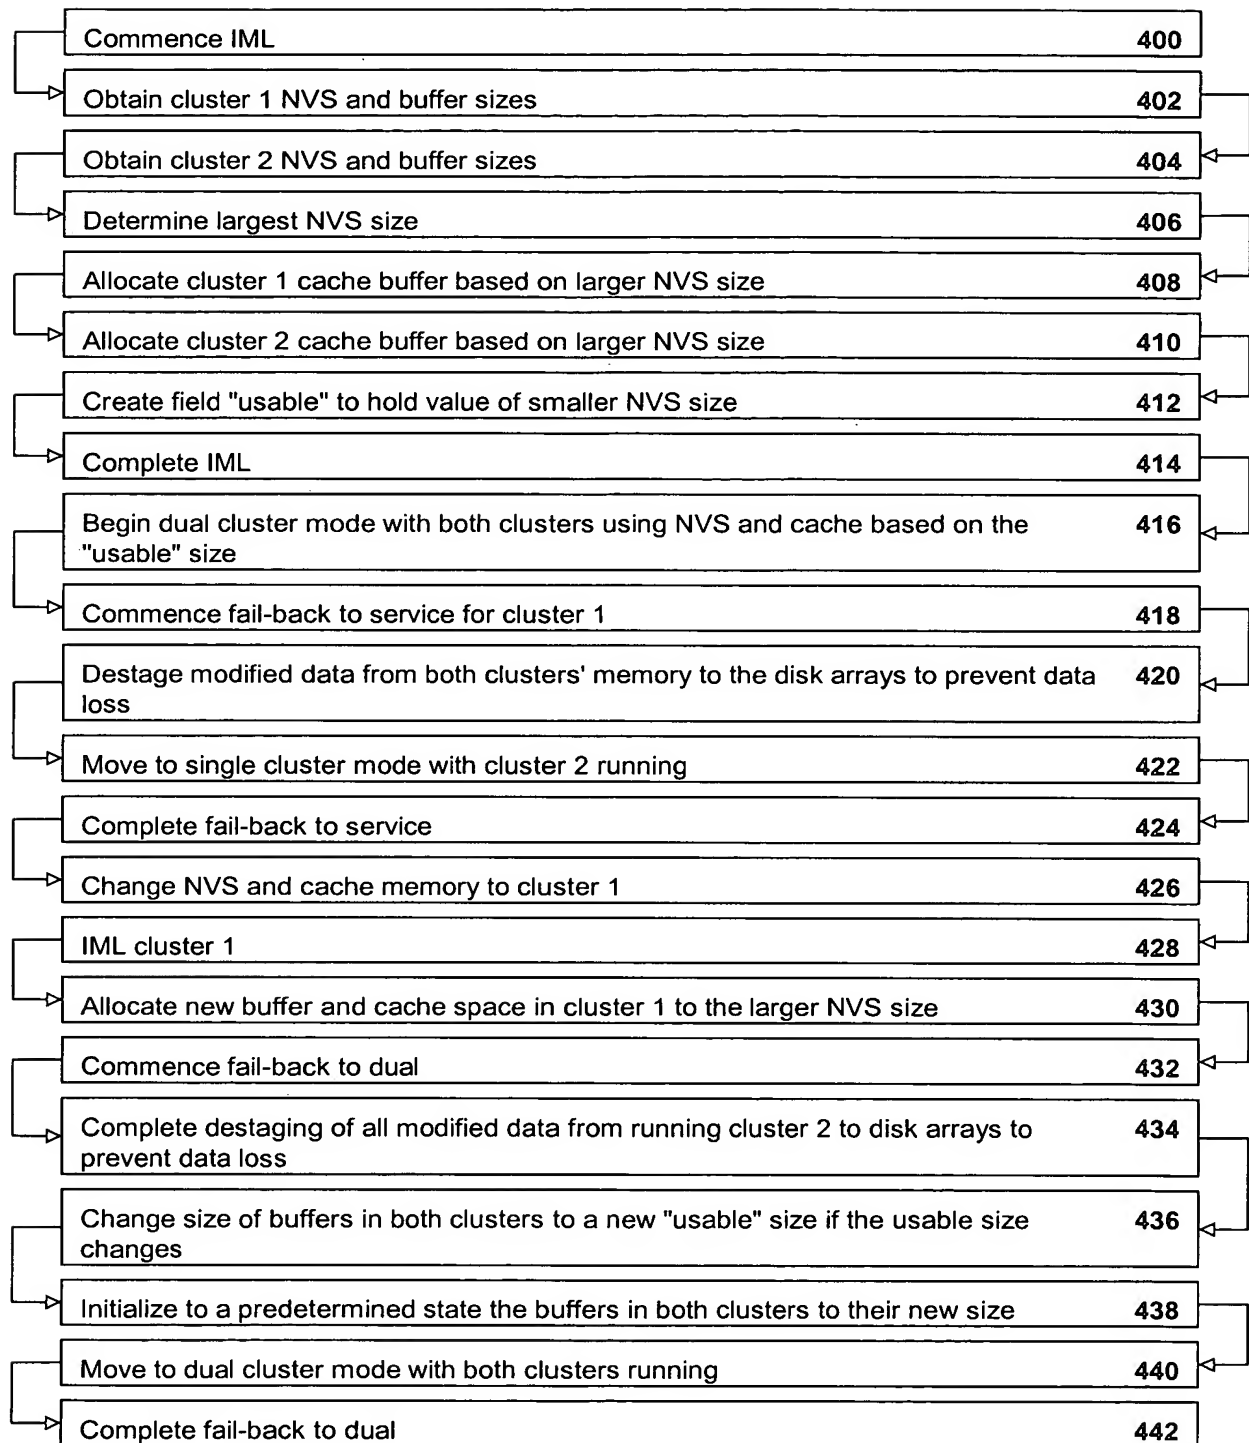 Commence IML 400
Obtain cluster 1 NVS and buffer sizes 402
Obtain cluster 2 NVS and buffer sizes 404
Determine largest NVS size 406
Allocate cluster 1 cache buffer based on larger NVS size 408
Allocate cluster 2 cache buffer based on larger NVS size 410
Create field "usable" to hold value of smaller NVS size 412
Complete IML 414
Begin dual cluster mode with both clusters using NVS and cache based on the 416
"usable" size
Commence fail-back to service for cluster 1 418
Destage modified data from both clusters' memory to the disk arrays to prevent data 420
loss
Move to single cluster mode with cluster 2 running 422
Complete fail-back to service 424
Change NVS and cache memory to cluster 1 426
IML cluster 1 428
Allocate new buffer and cache space in cluster 1 to the larger NVS size 430
Commence fail-back to dual 432
Complete destaging of all modified data from running cluster 2 to disk arrays to 434
prevent data loss
Change size of buffers in both clusters to a new "usable" size if the usable size 436
changes
Initialize to a predetermined state the buffers in both clusters to their new size 438
Move to dual cluster mode with both clusters running 440
Complete fail-back to dual 442